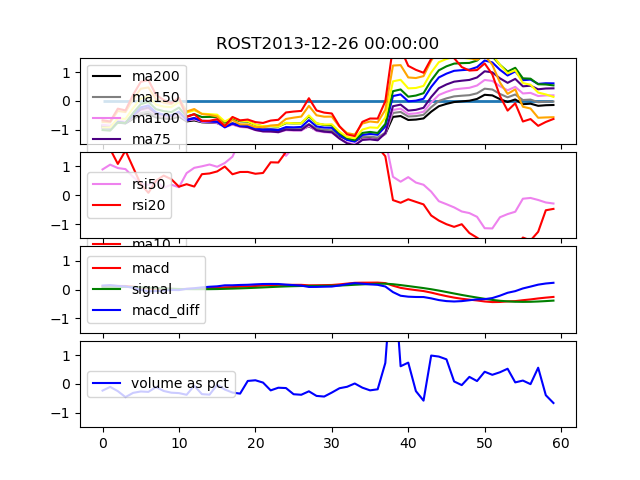 ROST2013-12-26 00:00:00
1
0
−1
ma200
ma150
ma100
ma75
1
0
−1
rsi50
rsi20
ma10
1
0
−1
macd
signal
macd_diff
1
0
−1
volume as pct
0 10 20 30 40 50 60